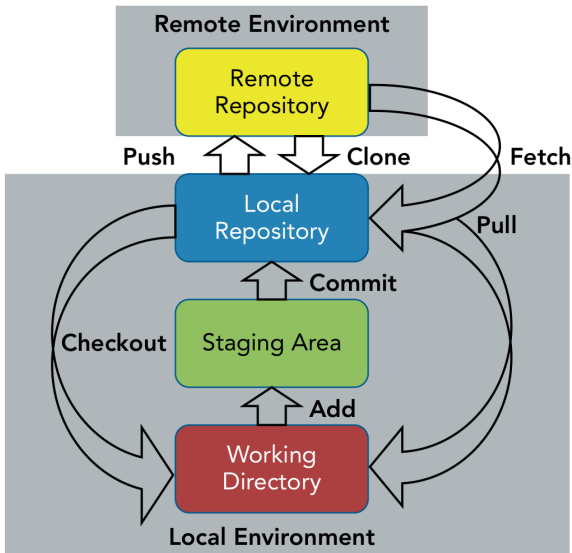 Remote Environment
Remote
Repository
Push
Clone
Fetch
Local
Repository
Pull
Commit
Checkout
Staging Area
Add
Working
Directory
Local Environment